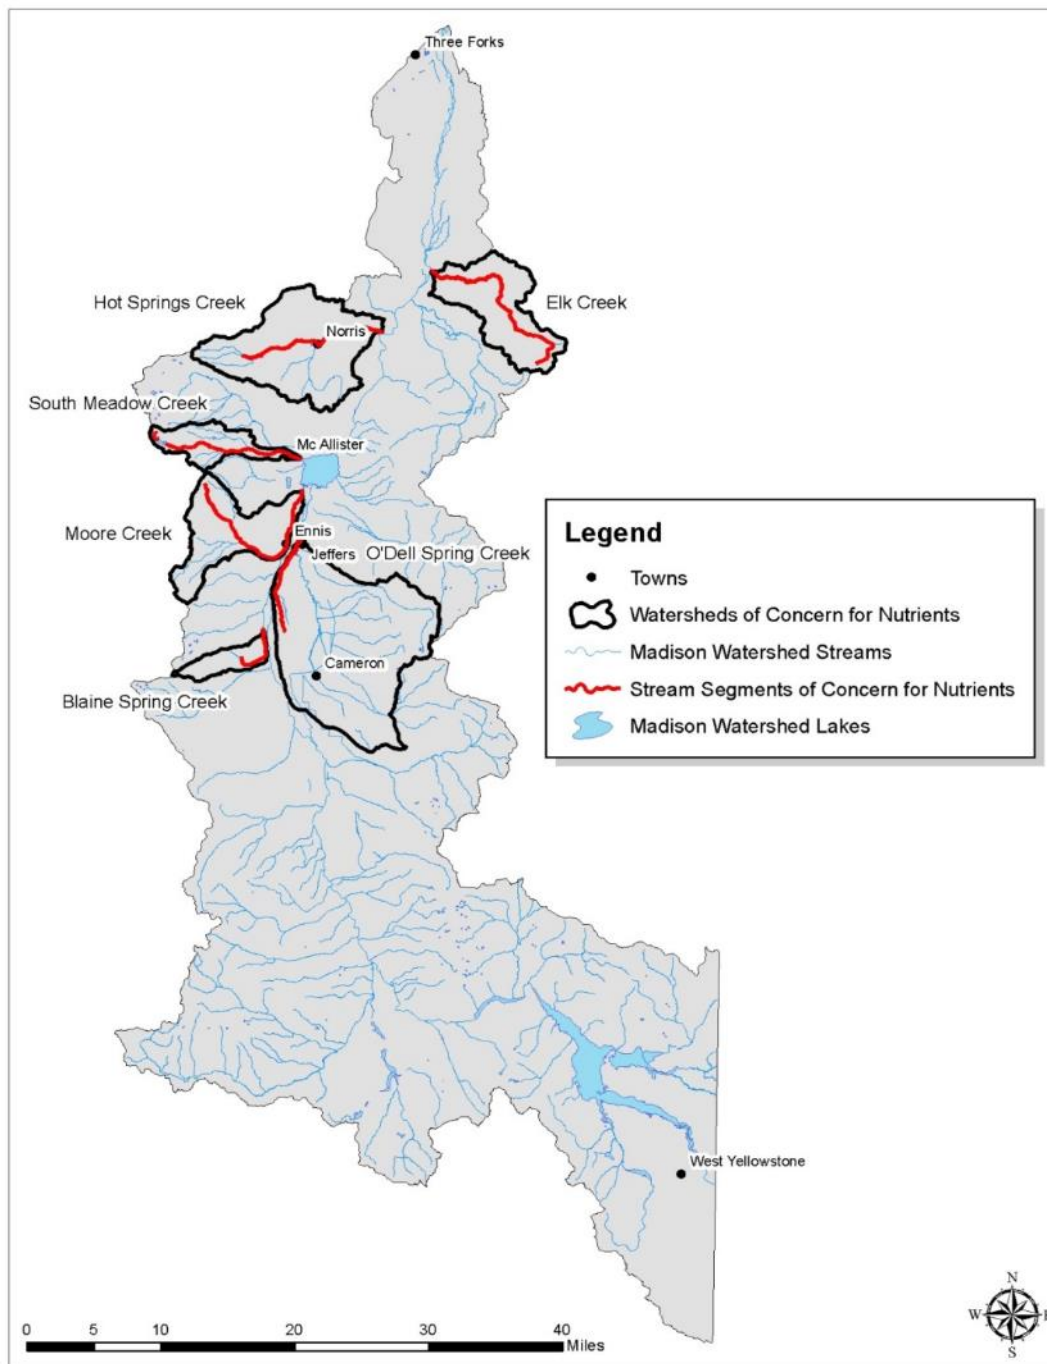 Three Forks
Hot Springs Creek
Elk Creek
Norris
South Meadow Creek
Mc Allister
Moore Creek
Ennis
Jeffers
O'Dell Spring Creek
Cameron
Blaine Spring Creek
Legend
Towns
Watersheds of Concern for Nutrients
Madison Watershed Streams
Stream Segments of Concern for Nutrients
Madison Watershed Lakes
West Yellowstone
N
W
E
S
0 5 10 20 30 40
Miles